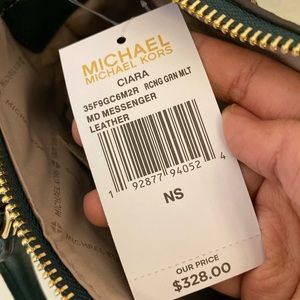 MICHAEL
MICHAEL KORS
CIARA
35F9GC6M2R RCNG GRN MLT
MD MESSENGER
LEATHER
1 92877 94052 4
NS
OUR PRICE
$328.00
MICHAEL